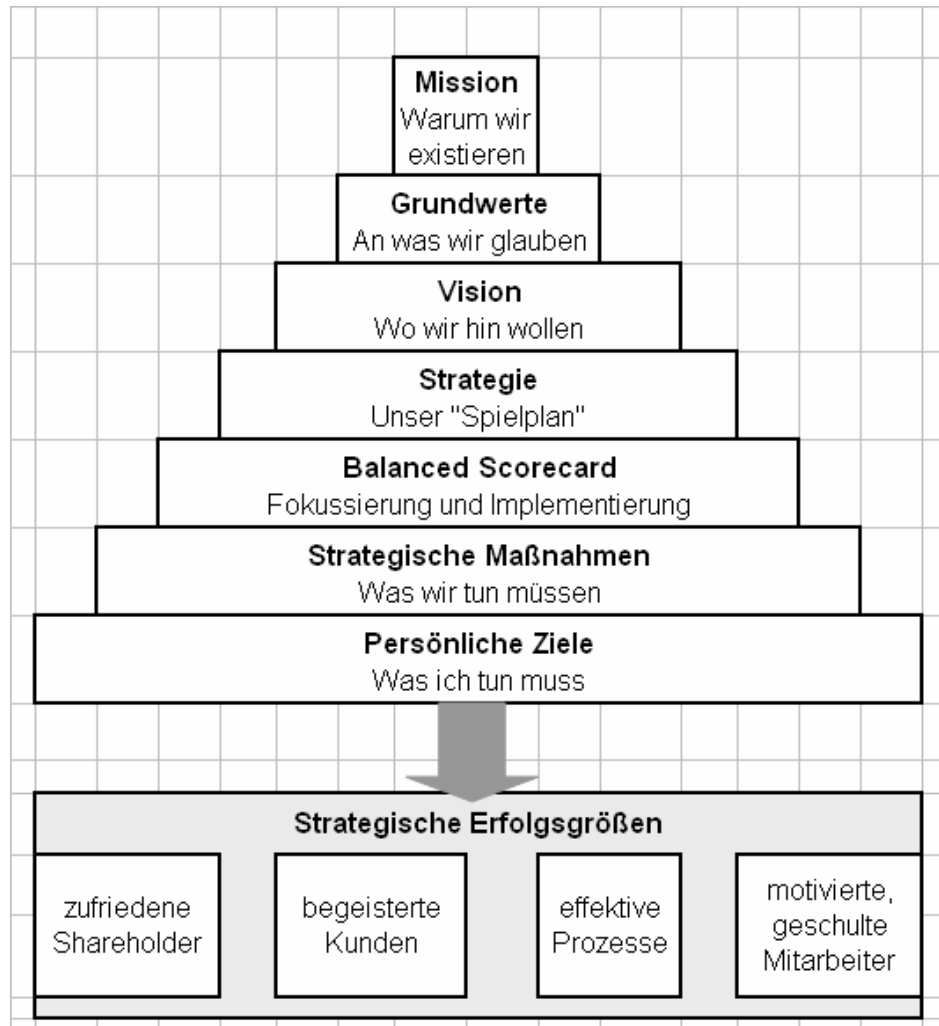 Mission
Warum wir
existieren
Grundwerte
An was wir glauben
Vision
Wo wir hin wollen
Strategie
Unser "Spielplan"
Balanced Scorecard
Fokussierung und Implementierung
Strategische Maßnahmen
Was wir tun müssen
Persönliche Ziele
Was ich tun muss
Strategische Erfolgsgrößen
zufriedene
Shareholder
begeisterte
Kunden
effektive
Prozesse
motivierte,
geschulte
Mitarbeiter